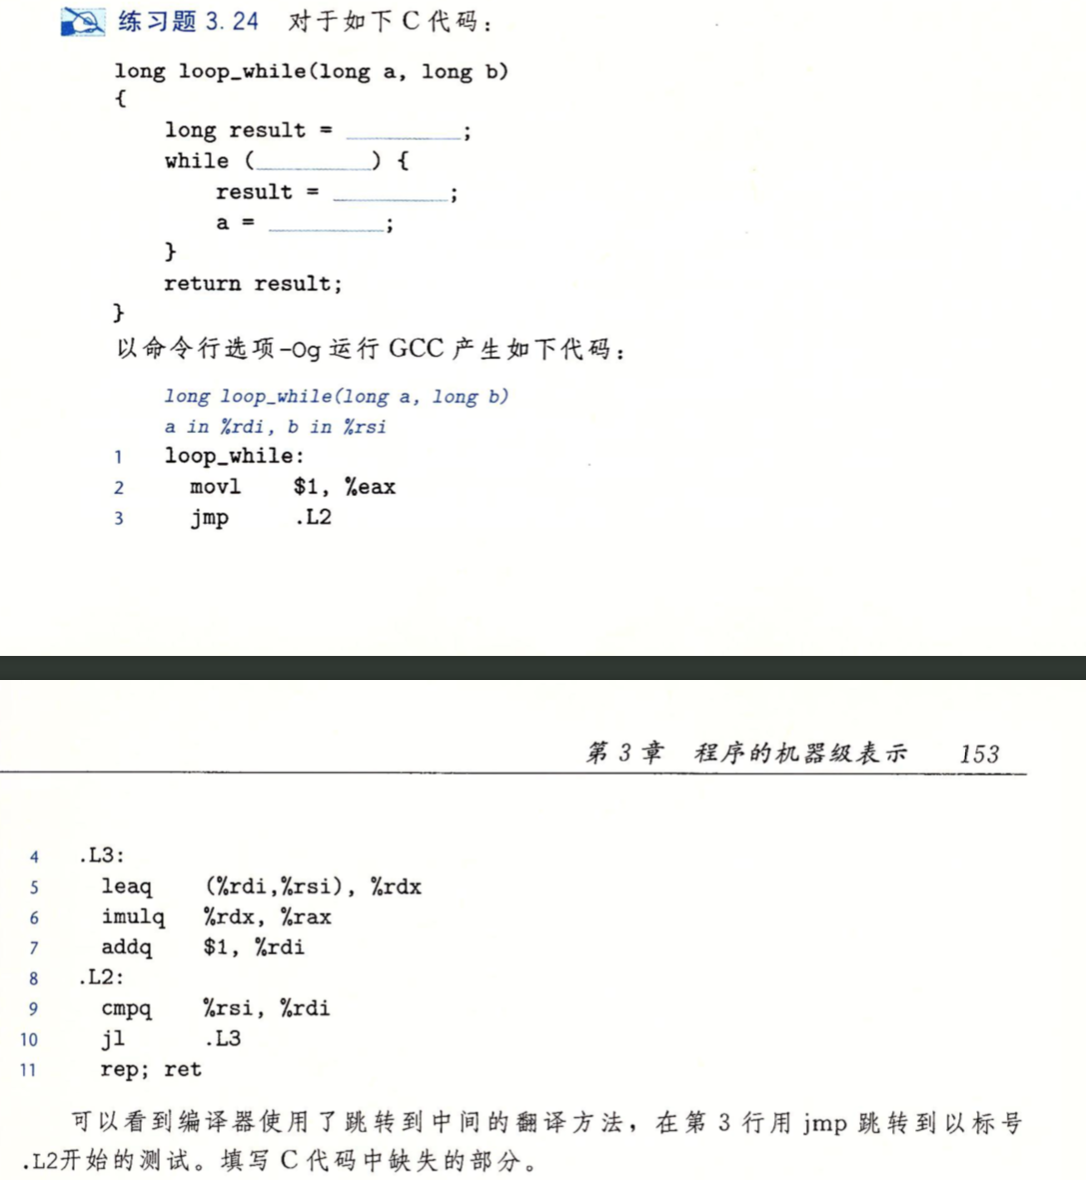 练习题 3.24 对于如下 C 代码：
long loop_while(long a, long b)
{
long result = ________;
while (________) {
result = ________;
a = ________;
}
return result;
}
以命令行选项-Og 运行 GCC 产生如下代码：
long loop_while(long a, long b)
a in %rdi, b in %rsi
1 loop_while:
2 movl $1, %eax
3 jmp .L2
第 3 章 程序的机器级表示 153
4 .L3:
5 leaq (%rdi,%rsi), %rdx
6 imulq %rdx, %rax
7 addq $1, %rdi
8 .L2:
9 cmpq %rsi, %rdi
10 jl .L3
11 rep; ret
可以看到编译器使用了跳转到中间的翻译方法，在第 3 行用 jmp 跳转到以标号
.L2开始的测试。填写 C 代码中缺失的部分。